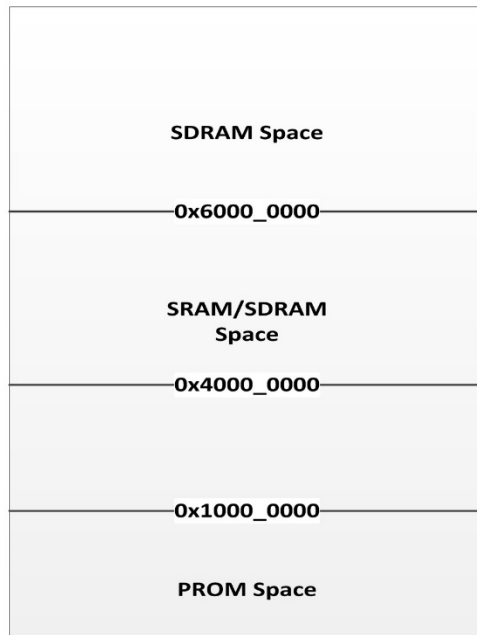 SDRAM Space
0x6000_0000
SRAM/SDRAM
Space
0x4000_0000
0x1000_0000
PROM Space